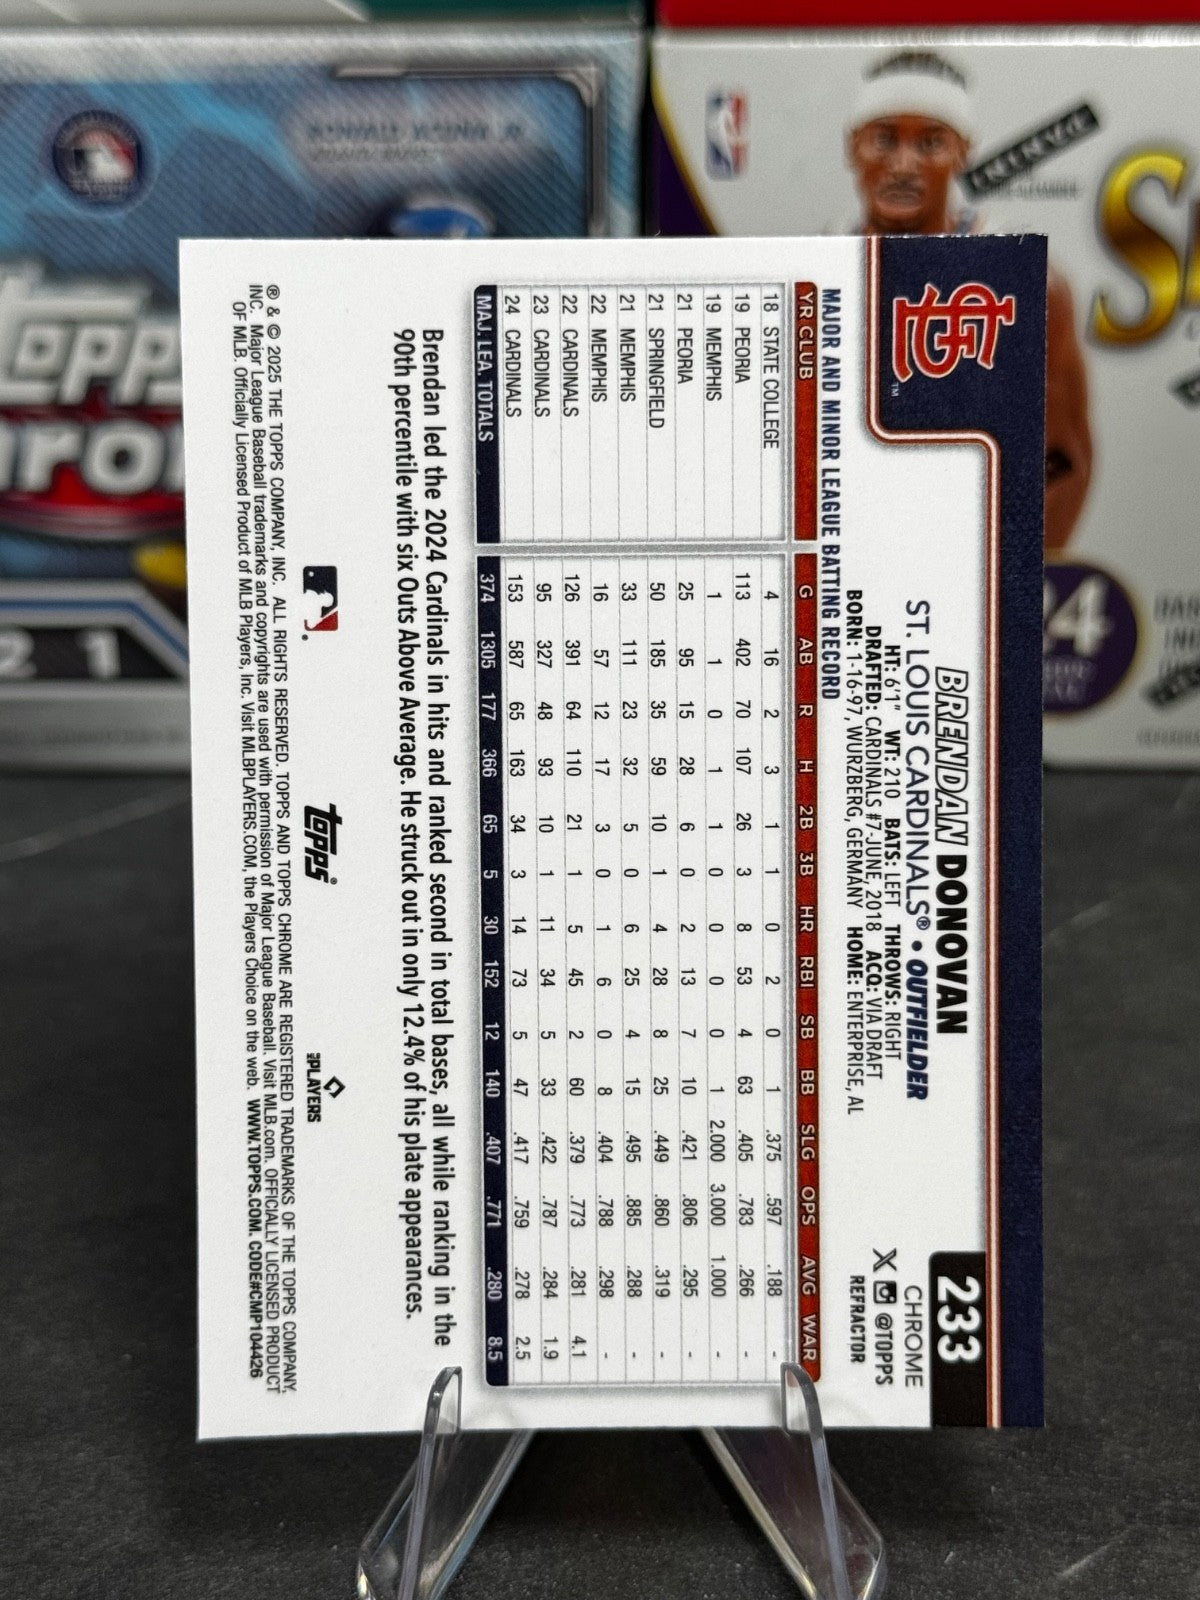 BRENDAN DONOVAN
ST. LOUIS CARDINALS® • OUTFIELDER
HT: 6'1" WT: 210 BATS: LEFT THROWS: RIGHT
DRAFTED: CARDINALS #7-JUNE, 2018 ACQ: VIA DRAFT
BORN: 1-16-97, WURZBERG, GERMANY HOME: ENTERPRISE, AL
233
CHROME
@TOPPS
REFRACTOR
TM
MAJOR AND MINOR LEAGUE BATTING RECORD
YR CLUB G AB R H 2B 3B HR RBI SB BB SLG OPS AVG WAR
18 STATE COLLEGE 4 16 2 3 1 1 0 2 0 1 .375 .597 .188 -
19 PEORIA 113 402 70 107 26 3 8 53 4 63 .405 .783 .266 -
19 MEMPHIS 1 1 0 1 1 0 0 0 0 1 2.000 3.000 1.000 -
21 PEORIA 25 95 15 28 6 0 2 13 7 10 .421 .806 .295 -
21 SPRINGFIELD 50 185 35 59 10 1 4 28 8 25 .449 .860 .319 -
21 MEMPHIS 33 111 23 32 5 0 6 25 4 15 .495 .885 .288 -
22 MEMPHIS 16 57 12 17 3 0 1 6 0 8 .404 .788 .298 -
22 CARDINALS 126 391 64 110 21 1 5 45 2 60 .379 .773 .281 4.1
23 CARDINALS 95 327 48 93 10 1 11 34 5 33 .422 .787 .284 1.9
24 CARDINALS 153 587 65 163 34 3 14 73 5 47 .417 .759 .278 2.5
MAJ. LEA. TOTALS 374 1305 177 366 65 5 30 152 12 140 .407 .771 .280 8.5
Brendan led the 2024 Cardinals in hits and ranked second in total bases, all while ranking in the
90th percentile with six Outs Above Average. He struck out in only 12.4% of his plate appearances.
topps®
PLAYERS
® & © 2025 THE TOPPS COMPANY, INC. ALL RIGHTS RESERVED. TOPPS AND TOPPS CHROME ARE REGISTERED TRADEMARKS OF THE TOPPS COMPANY,
INC. Major League Baseball trademarks and copyrights are used with permission of Major League Baseball. Visit MLB.com. OFFICIALLY LICENSED PRODUCT
OF MLB. Officially Licensed Product of MLB Players, Inc. Visit MLBPLAYERS.COM, the Players Choice on the web. WWW.TOPPS.COM. CODE#CMP104426